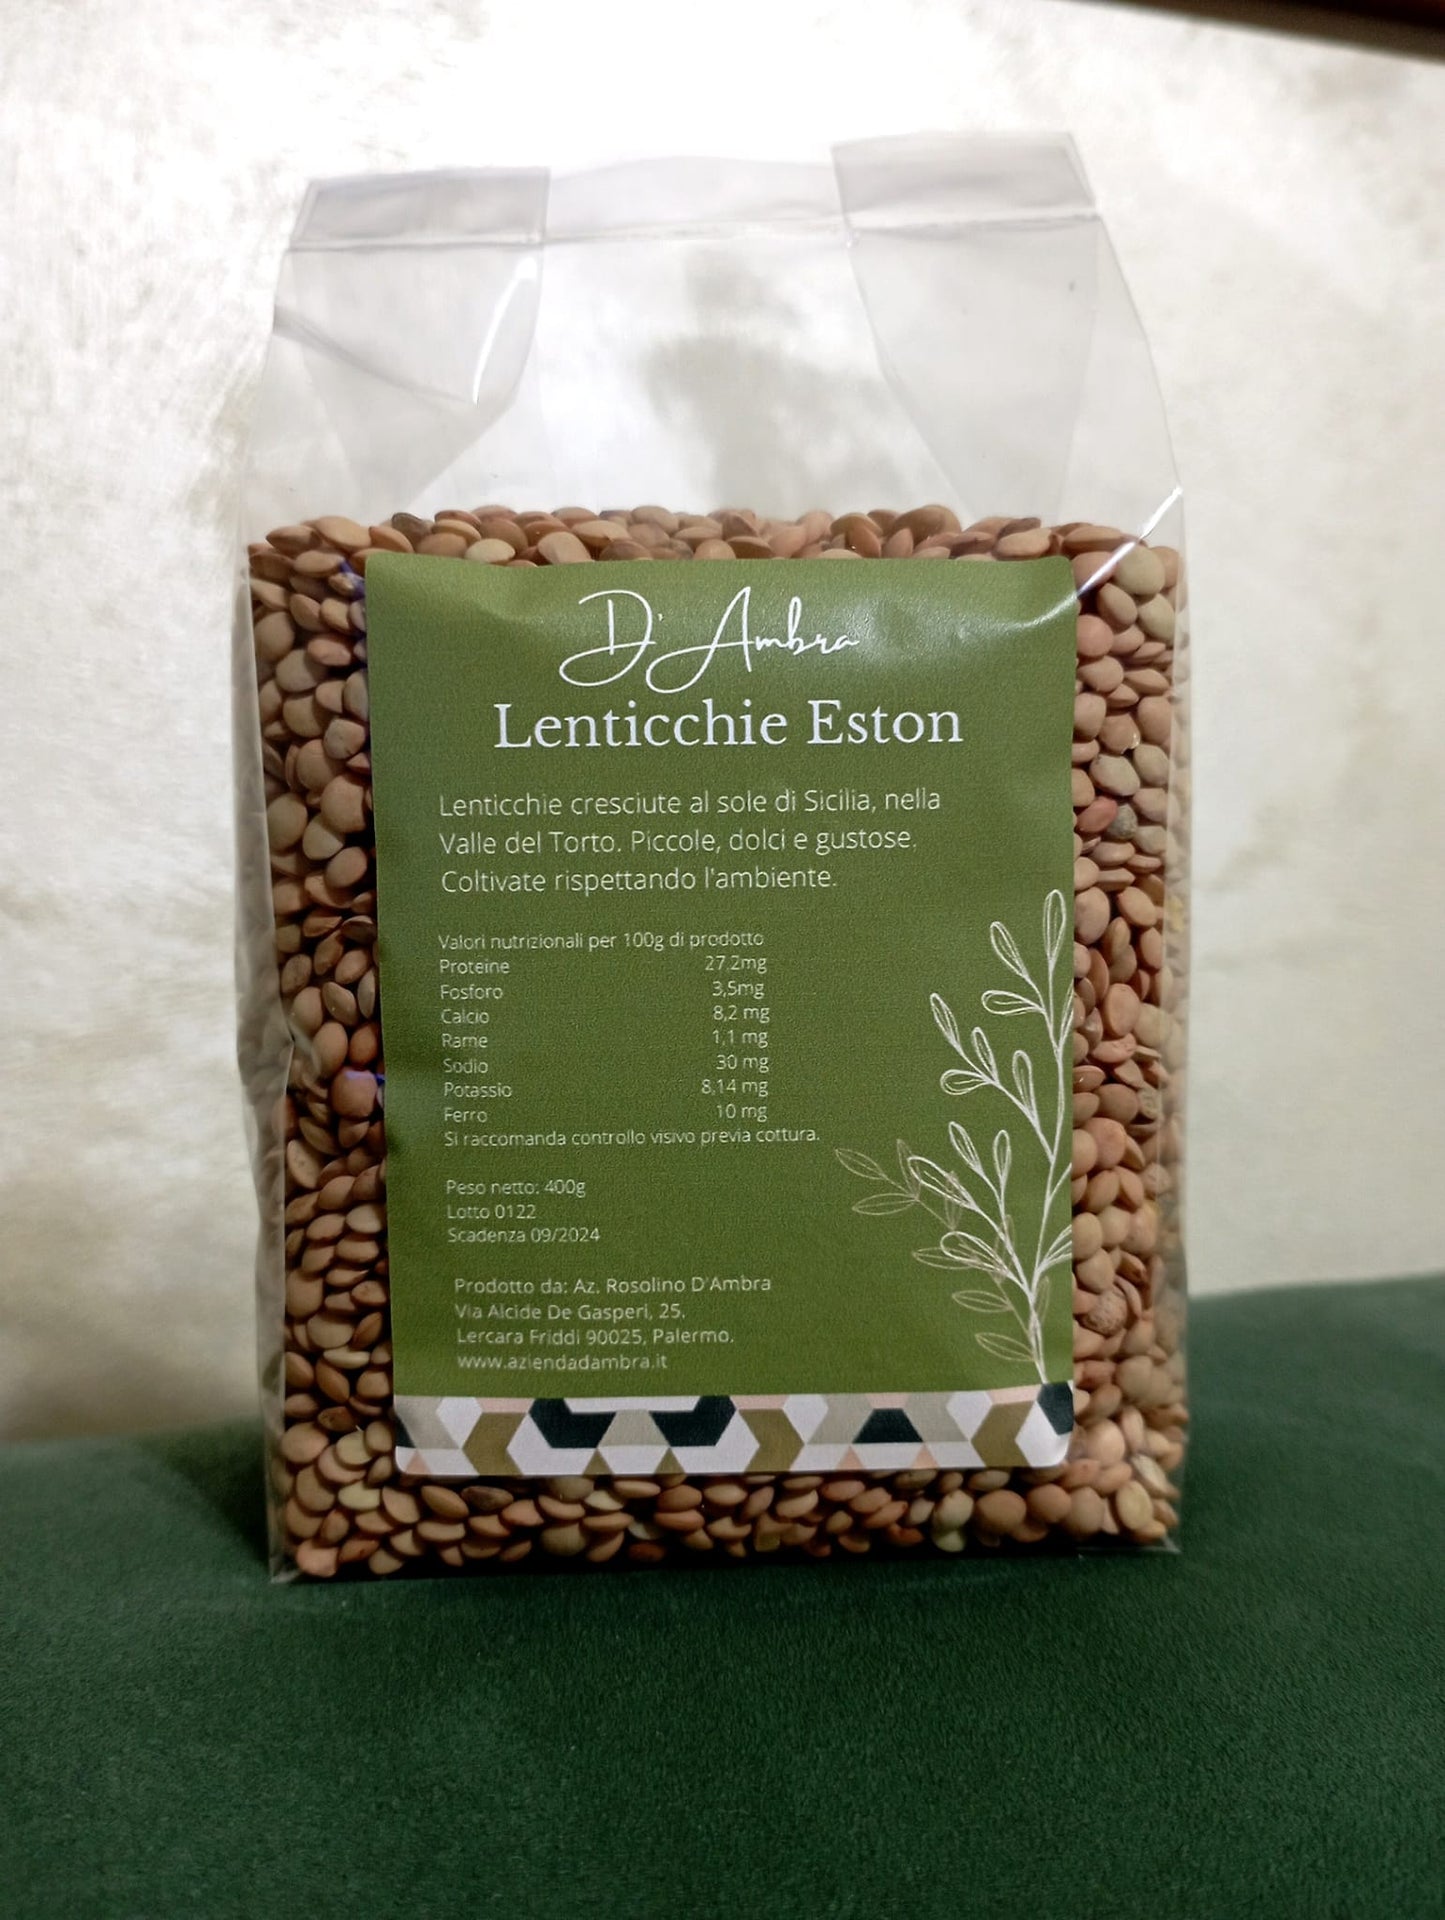 D'Ambra
Lenticchie Eston
Lenticchie cresciute al sole di Sicilia, nella
Valle del Torto. Piccole, dolci e gustose.
Coltivate rispettando l'ambiente.
Valori nutrizionali per 100g di prodotto
Proteine 27,2mg
Fosforo 3,5mg
Calcio 8,2 mg
Rame 1,1 mg
Sodio 30 mg
Potassio 8,14 mg
Ferro 10 mg
Si raccomanda controllo visivo previa cottura.
Peso netto: 400g
Lotto 0122
Scadenza 09/2024
Prodotto da: Az. Rosolino D'Ambra
Via Alcide De Gasperi, 25.
Lercara Friddi 90025, Palermo.
www.aziendadambra.it